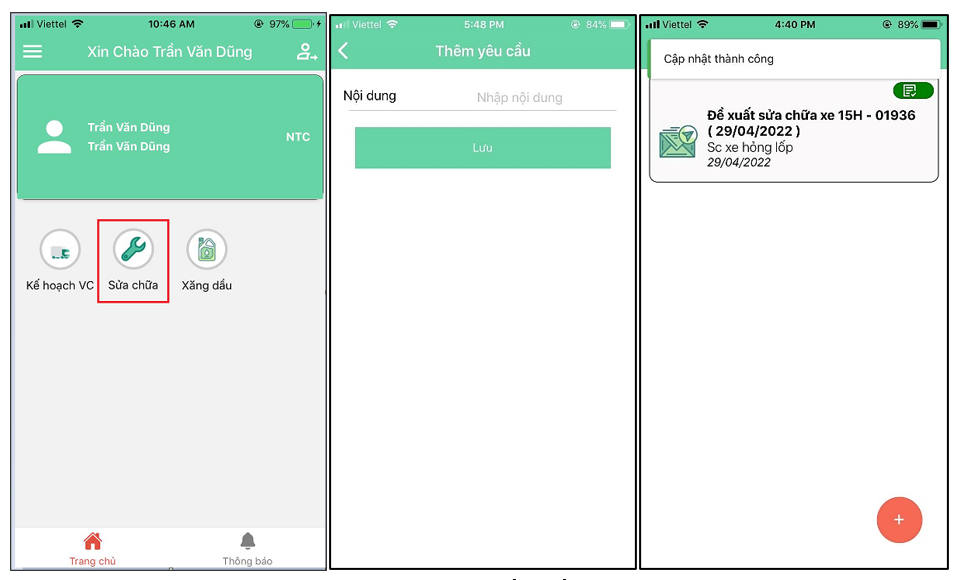 Viettel 10:46 AM 97%
Xin Chào Trần Văn Dũng
Trần Văn Dũng
Trần Văn Dũng
NTC
Kế hoạch VC
Sửa chữa
Xăng dầu
Trang chủ
Thông báo
Viettel 5:48 PM 84%
Thêm yêu cầu
Nội dung
Nhập nội dung
Lưu
Viettel 4:40 PM 89%
Cập nhật thành công
Đề xuất sửa chữa xe 15H - 01936
( 29/04/2022 )
Sc xe hỏng lốp
29/04/2022
+